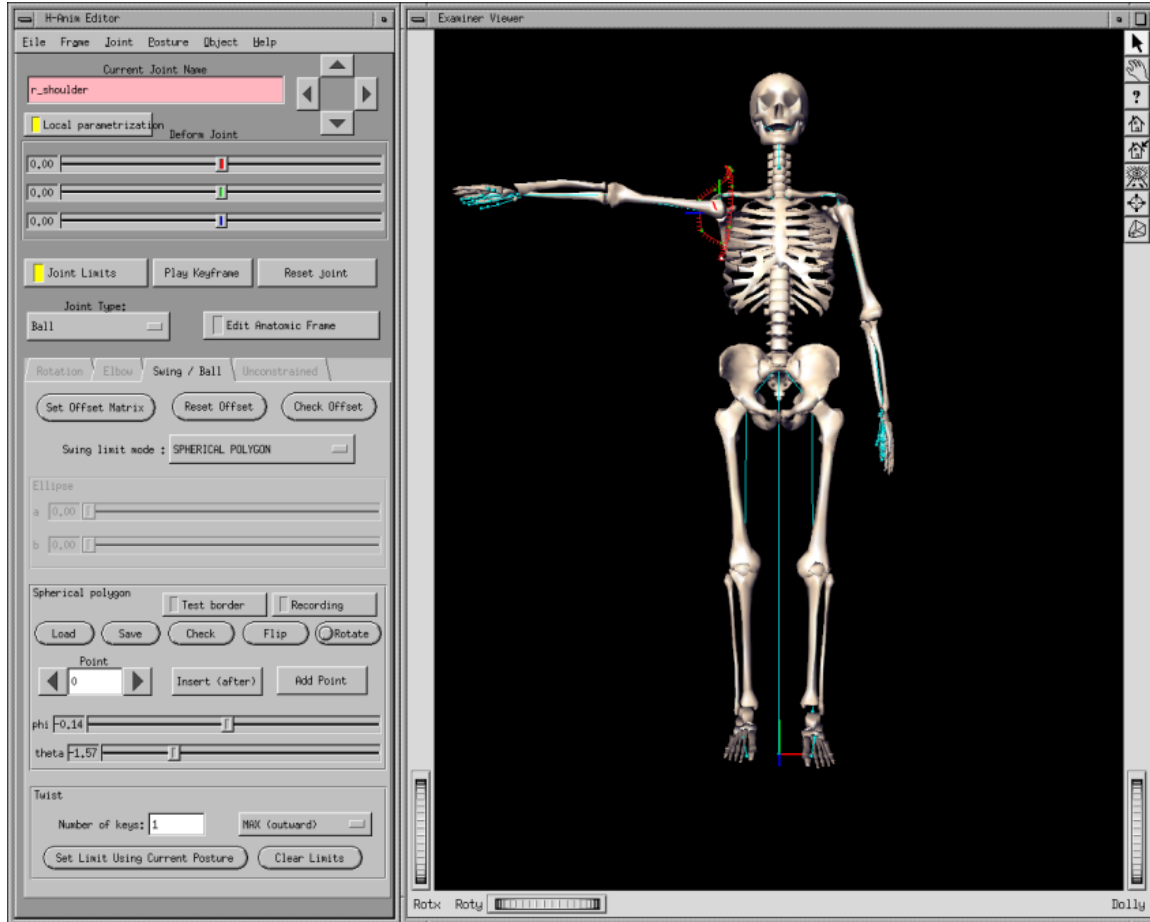 H-Anim Editor
Eile Frame Joint Posture Object Help
Current Joint Name
r_shoulder
Local parametrization
Deform Joint
0.00
0.00
0.00
Joint Limits Play Keyframe Reset joint
Joint Type:
Ball Edit Anatomic Frame
Rotation Elbow Swing / Ball Unconstrained
Set Offset Matrix Reset Offset Check Offset
Swing limit mode : SPHERICAL POLYGON
Ellipse
a 0.00
b 0.00
Spherical polygon Test border Recording
Load Save Check Flip Rotate
Point
0 Insert (after) Add Point
phi -0.14
theta -1.57
Twist
Number of keys: 1 MAX (outward)
Set Limit Using Current Posture Clear Limits
Examiner Viewer
?
Rotx Roty Dolly